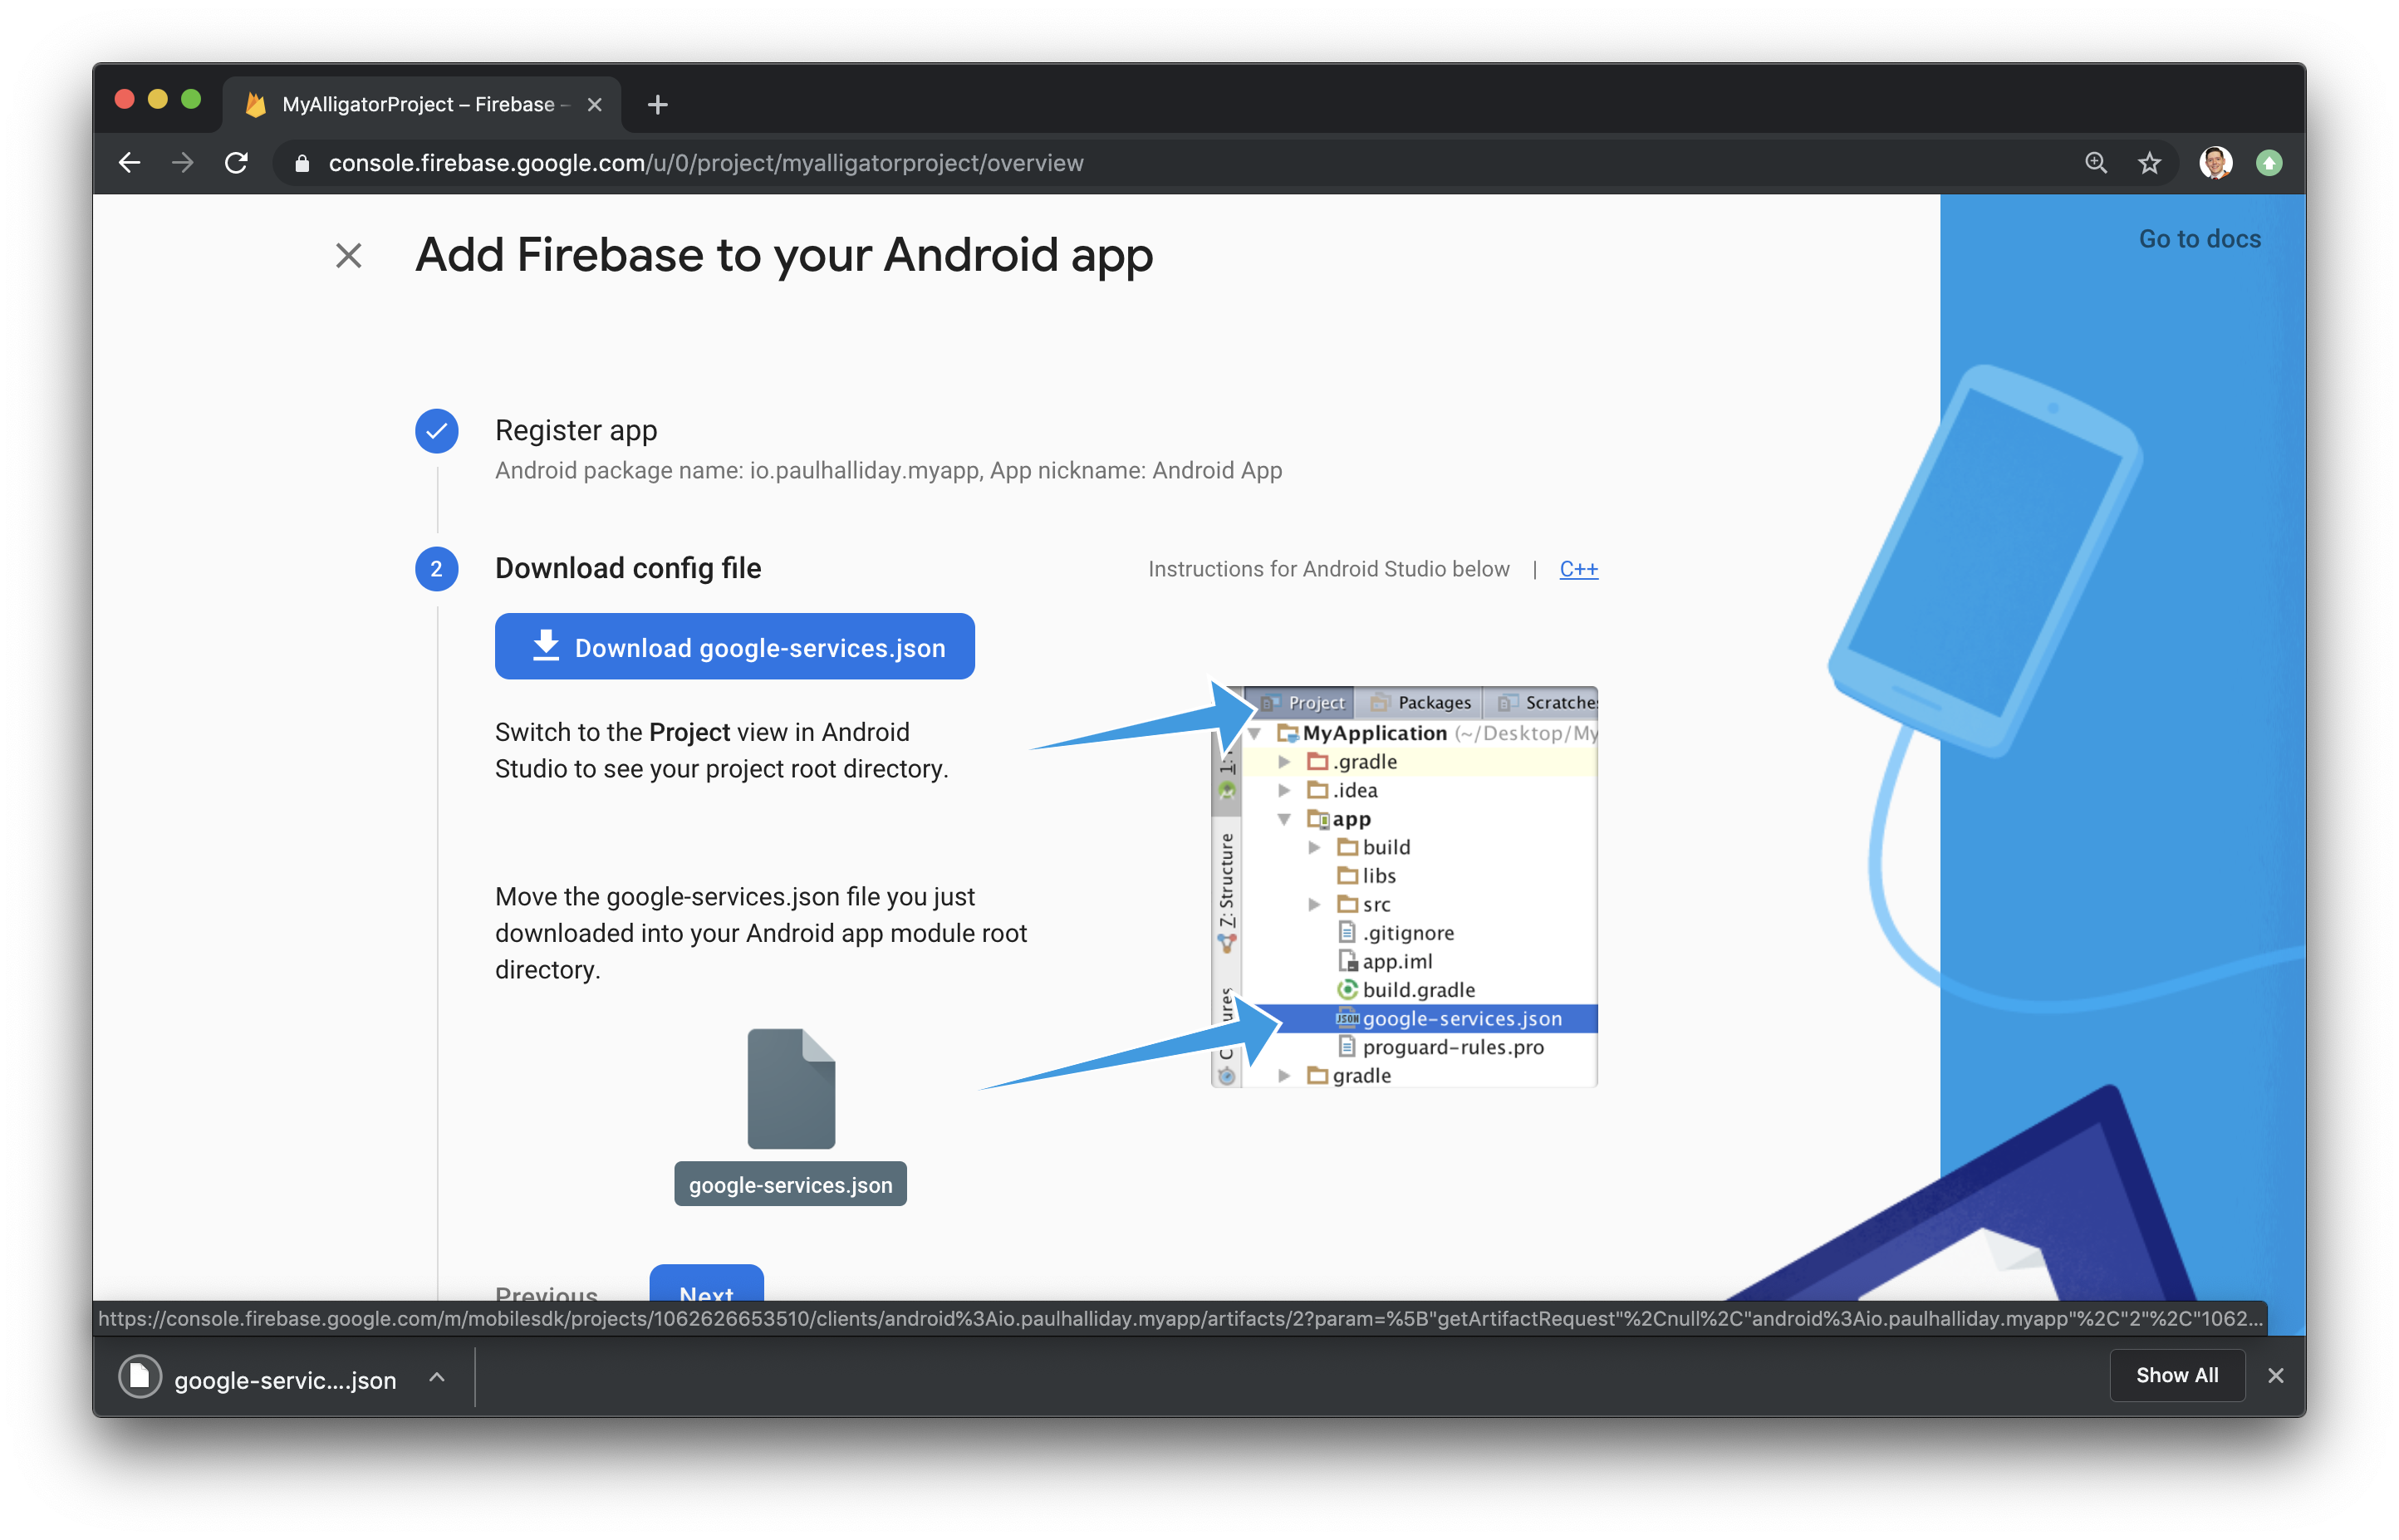 MyAlligatorProject – Firebase –
console.firebase.google.com/u/0/project/myalligatorproject/overview
Add Firebase to your Android app
Go to docs
Register app
Android package name: io.paulhalliday.myapp, App nickname: Android App
2
Download config file
Instructions for Android Studio below | C++
Download google-services.json
Switch to the Project view in Android
Studio to see your project root directory.
Move the google-services.json file you just
downloaded into your Android app module root
directory.
google-services.json
Project
Packages
Scratches
MyApplication (~/Desktop/My
.gradle
.idea
app
build
libs
src
.gitignore
app.iml
build.gradle
JSON google-services.json
proguard-rules.pro
gradle
1:
Z: Structure
C ures
Previous
Next
https://console.firebase.google.com/m/mobilesdk/projects/1062626653510/clients/android%3Aio.paulhalliday.myapp/artifacts/2?param=%5B"getArtifactRequest"%2Cnull%2C"android%3Aio.paulhalliday.myapp"%2C"2"%2C"1062...
google-servic....json
Show All